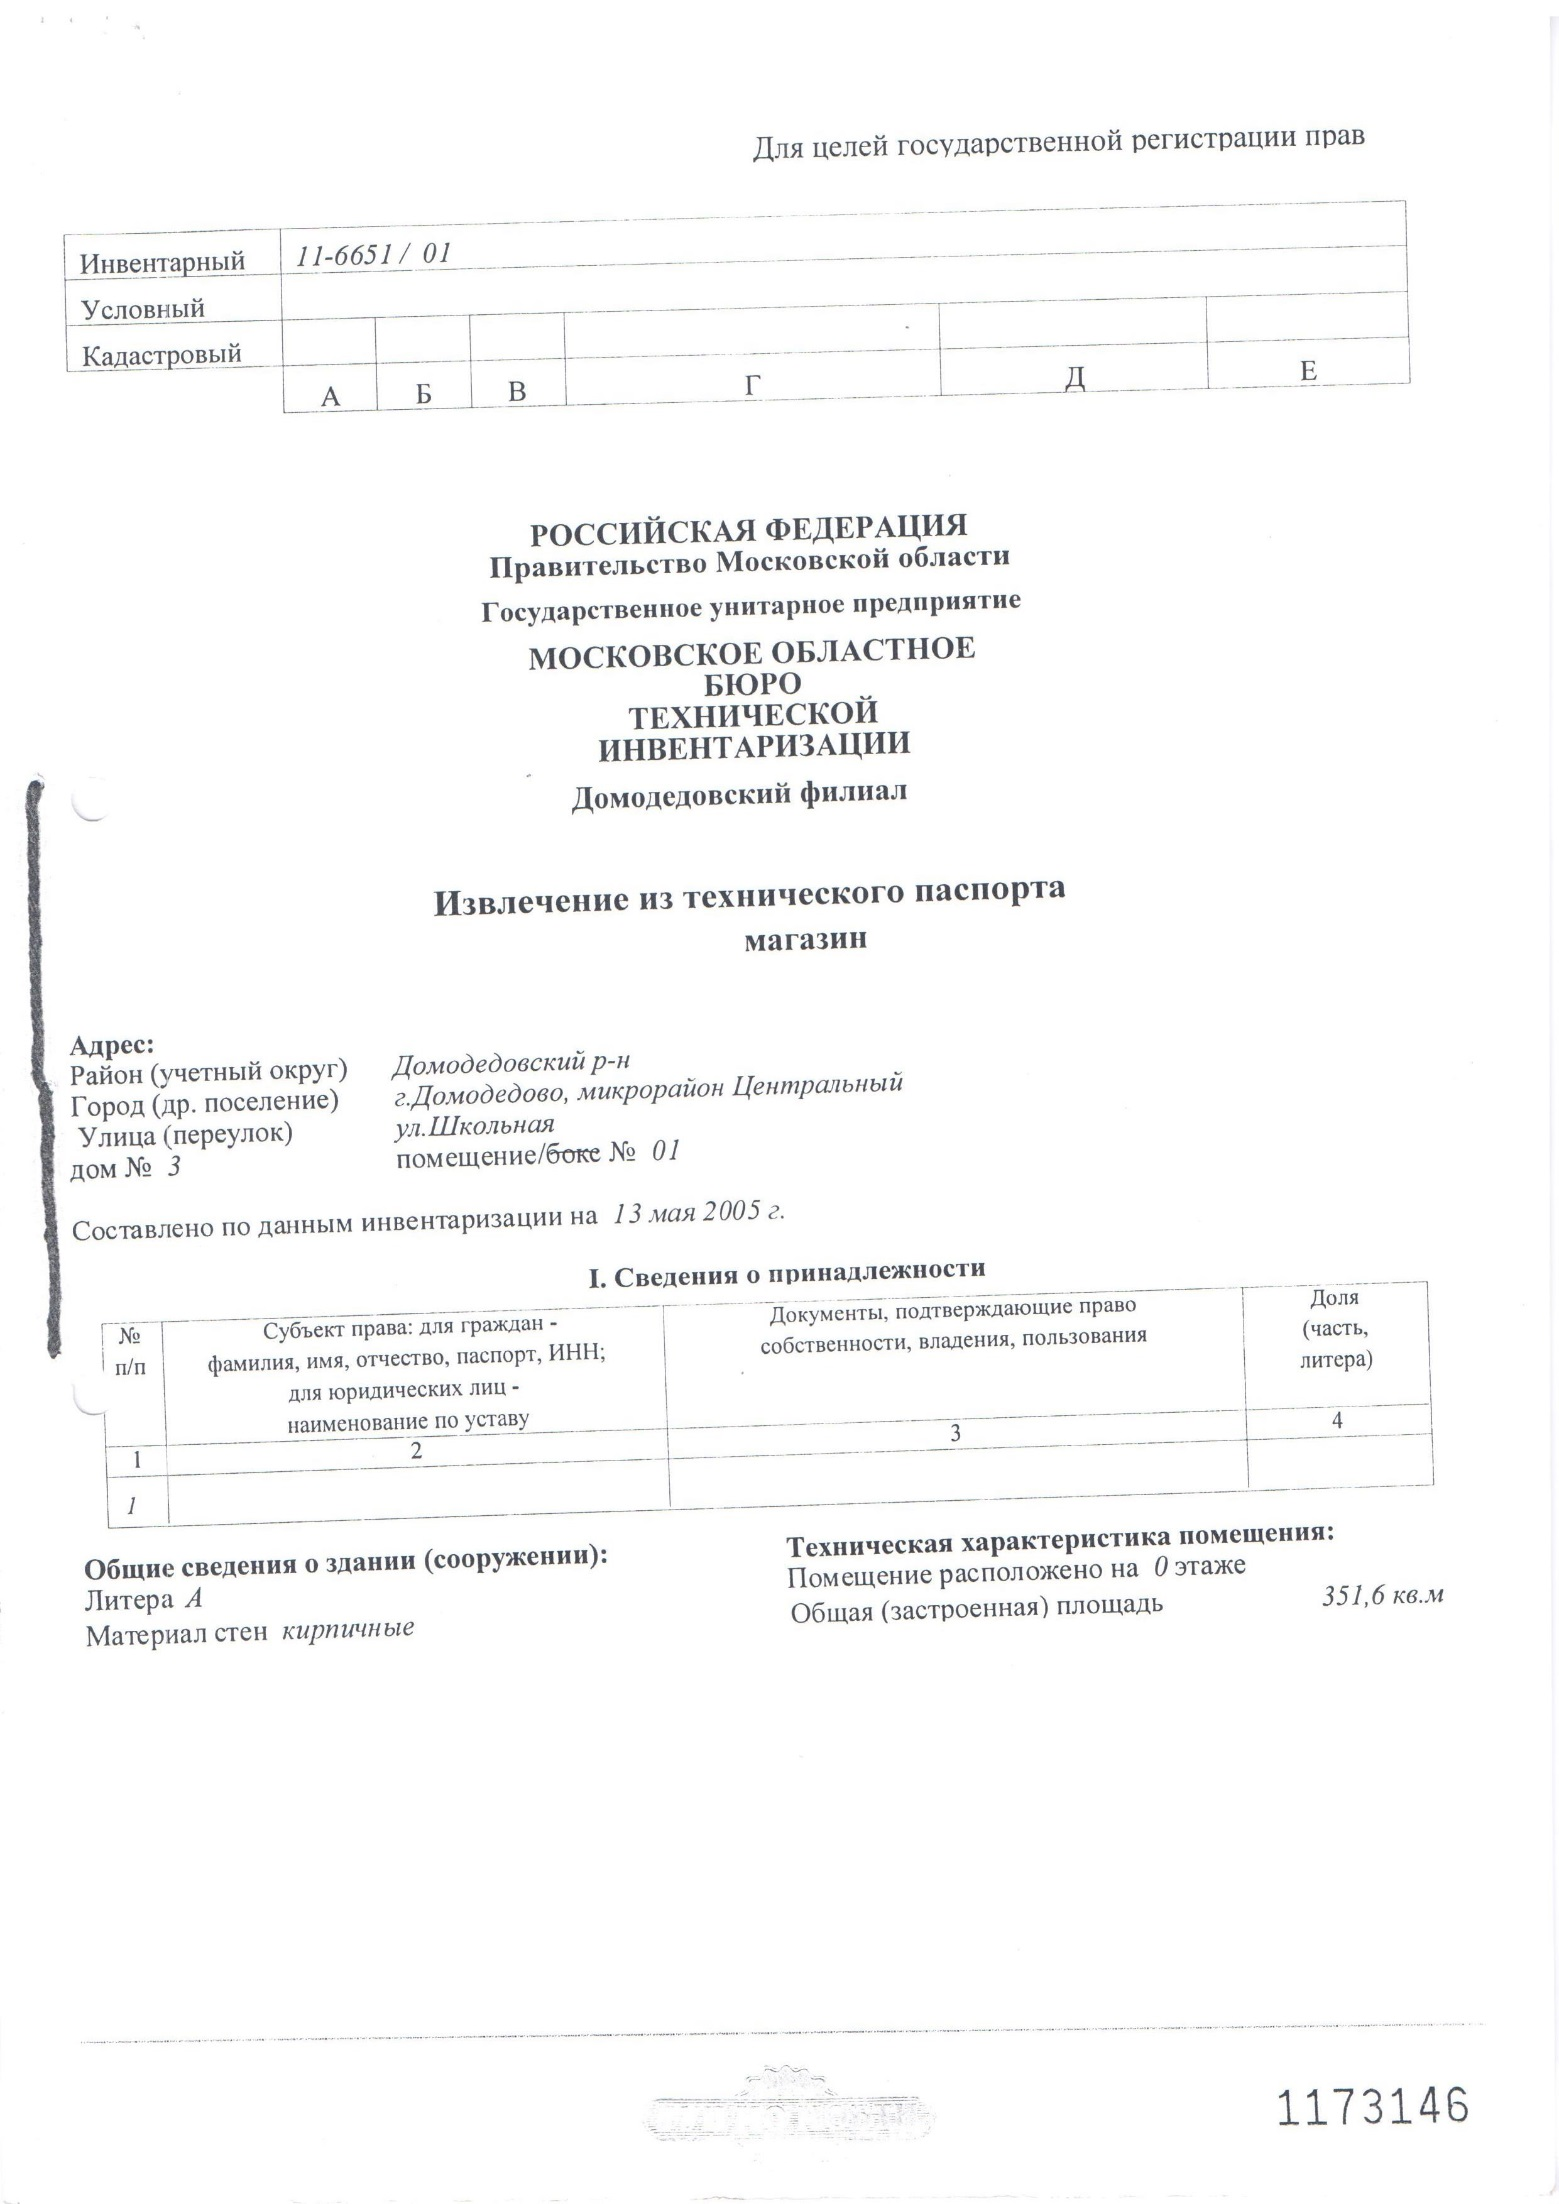 Для целей государственной регистрации прав
Инвентарный 11-6651 / 01
Условный
Кадастровый
А Б В Г Д Е
РОССИЙСКАЯ ФЕДЕРАЦИЯ
Правительство Московской области
Государственное унитарное предприятие
МОСКОВСКОЕ ОБЛАСТНОЕ
БЮРО
ТЕХНИЧЕСКОЙ
ИНВЕНТАРИЗАЦИИ
Домодедовский филиал
Извлечение из технического паспорта
магазин
Адрес:
Район (учетный округ) Домодедовский р-н
Город (др. поселение) г.Домодедово, микрорайон Центральный
Улица (переулок) ул.Школьная
дом № 3 помещение/бокс № 01
Составлено по данным инвентаризации на 13 мая 2005 г.
I. Сведения о принадлежности
№ Субъект права: для граждан - Документы, подтверждающие право Доля
п/п фамилия, имя, отчество, паспорт, ИНН; собственности, владения, пользования (часть,
для юридических лиц - литера)
наименование по уставу
1 2 3 4
1
Общие сведения о здании (сооружении): Техническая характеристика помещения:
Литера А Помещение расположено на 0 этаже
Материал стен кирпичные Общая (застроенная) площадь 351,6 кв.м
1173146